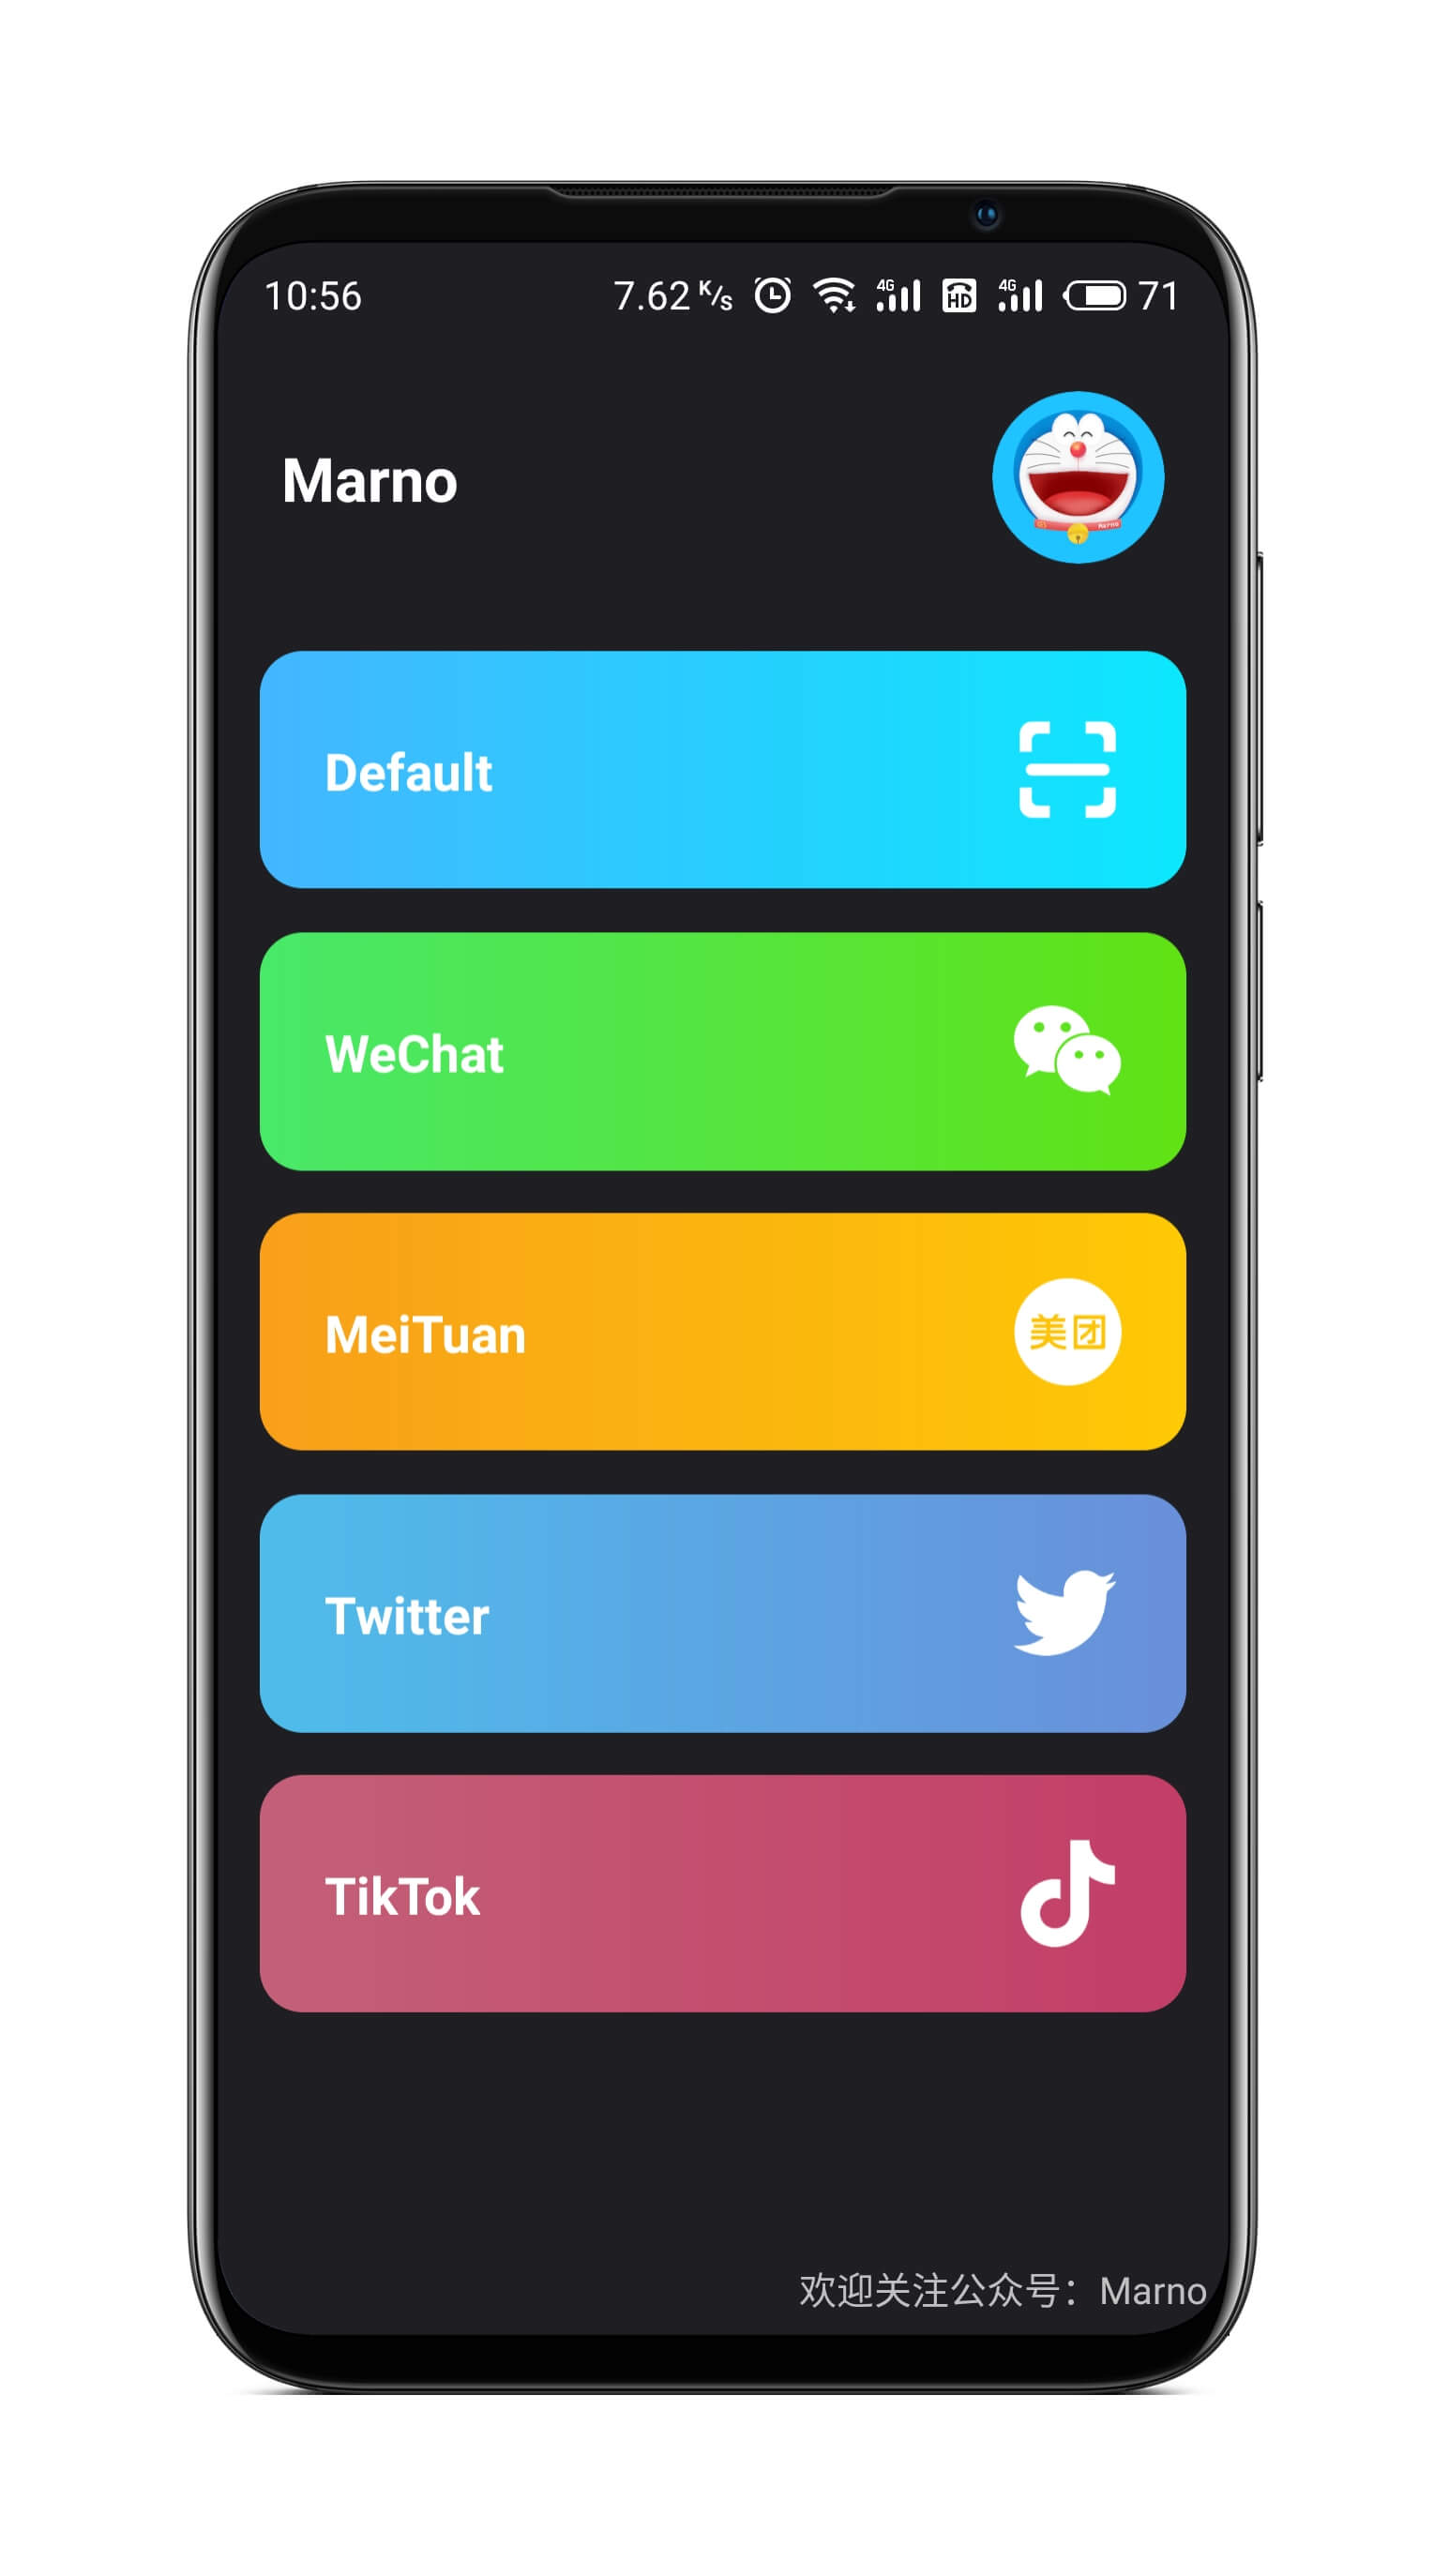 10:56 7.62 K/s 4G HD 4G 71
Marno
Marno
Default
WeChat
MeiTuan
美团
Twitter
TikTok
欢迎关注公众号：Marno